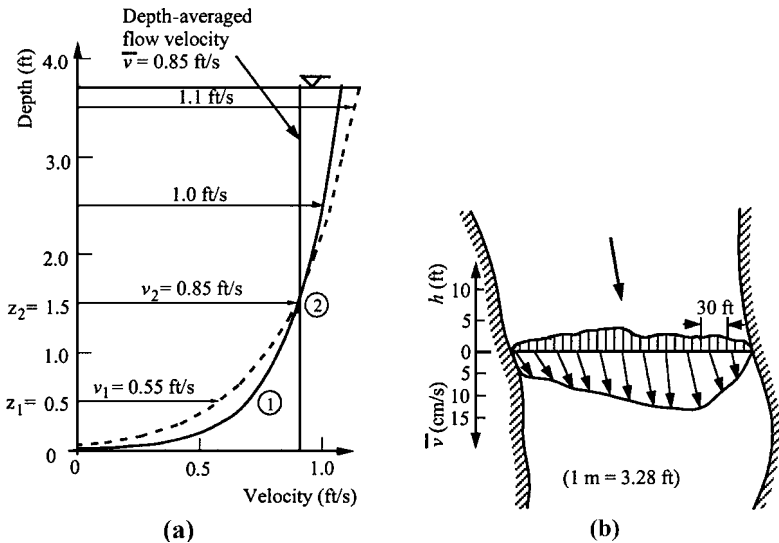 Depth-averaged
flow velocity
v̅ = 0.85 ft/s
Depth (ft)
4.0
1.1 ft/s
3.0
4.0
1.0 ft/s
2.0
v₂ = 0.85 ft/s
z₂ = 1.5
②
1.0
v₁ = 0.55 ft/s
z₁ = 0.5
①
0
0
0.5
1.0
Velocity (ft/s)
(a)
h (ft)
10
5
0
5
10
15
v̅ (cm/s)
30 ft
(1 m = 3.28 ft)
(b)